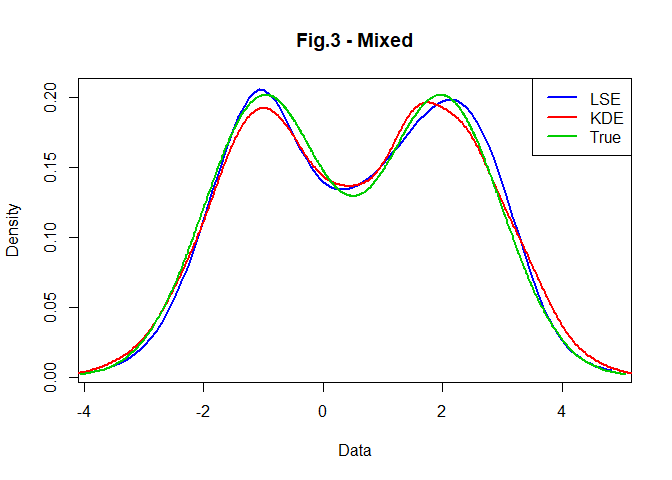 Fig.3 - Mixed
LSE
KDE
True
Density
0.20
0.15
0.10
0.05
0.00
-4 -2 0 2 4
Data